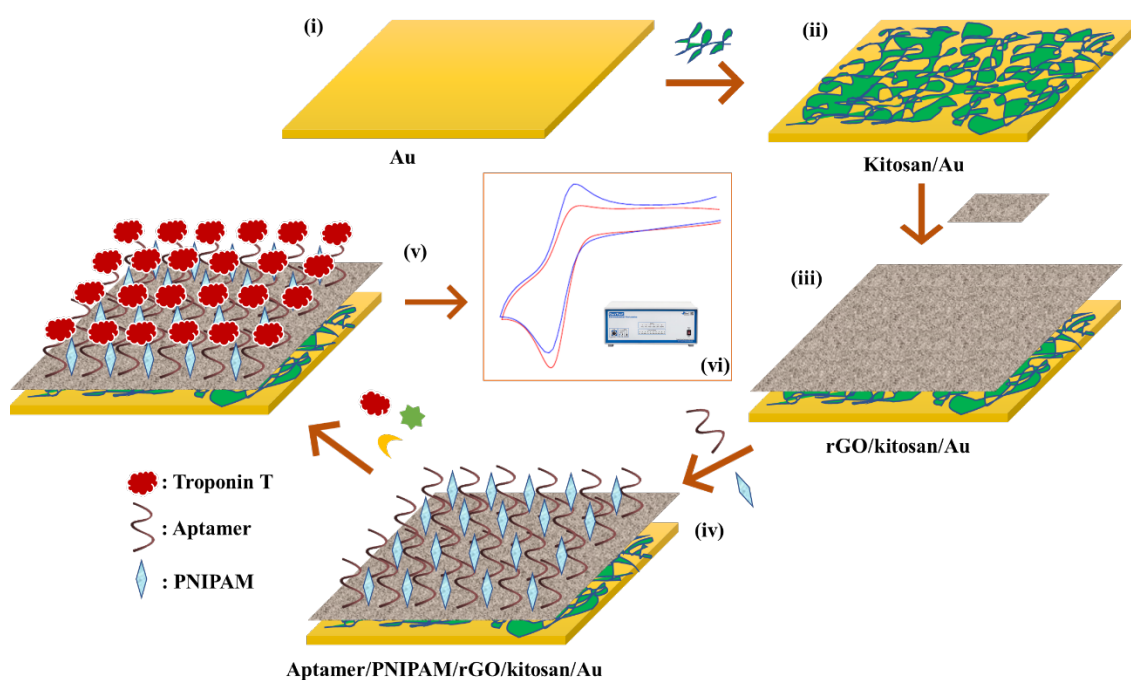 (i)
(ii)
Au
Kitosan/Au
(v)
(iii)
(vi)
rGO/kitosan/Au
: Troponin T
: Aptamer
: PNIPAM
(iv)
Aptamer/PNIPAM/rGO/kitosan/Au